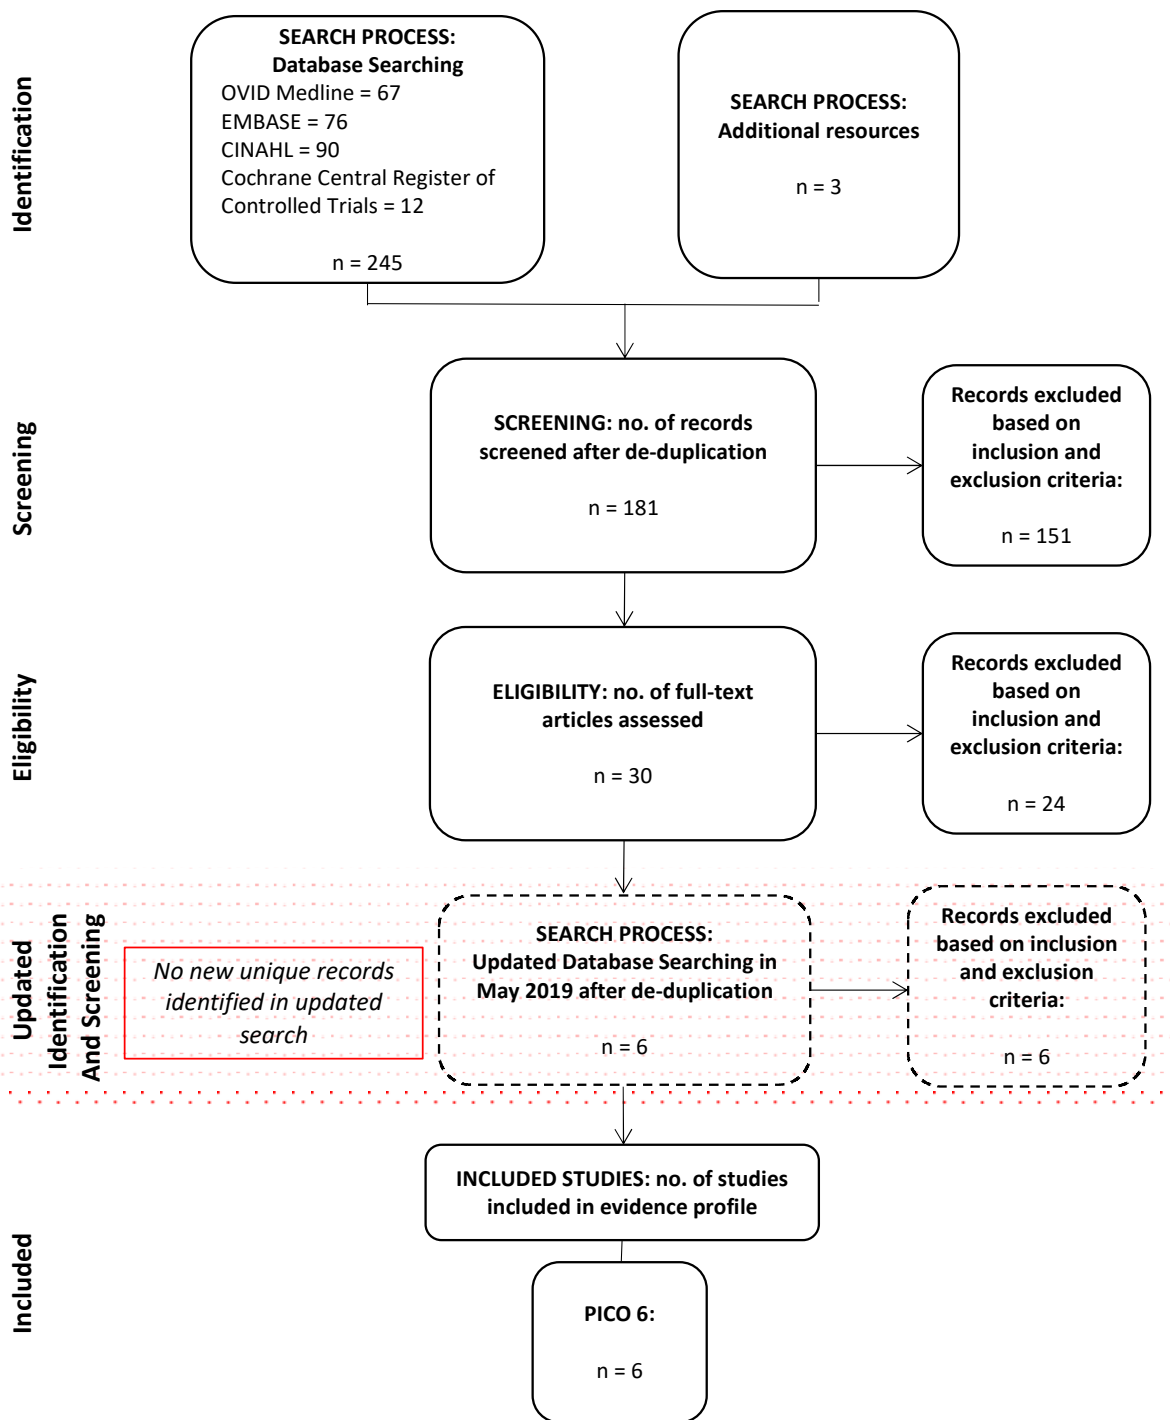 Identification
SEARCH PROCESS:
Database Searching
OVID Medline = 67
EMBASE = 76
CINAHL = 90
Cochrane Central Register of
Controlled Trials = 12
n = 245
SEARCH PROCESS:
Additional resources
n = 3
Screening
SCREENING: no. of records
screened after de-duplication
n = 181
Records excluded
based on
inclusion and
exclusion criteria:
n = 151
Eligibility
ELIGIBILITY: no. of full-text
articles assessed
n = 30
Records excluded
based on
inclusion and
exclusion criteria:
n = 24
Updated
Identification
And Screening
No new unique records
identified in updated
search
SEARCH PROCESS:
Updated Database Searching in
May 2019 after de-duplication
n = 6
Records excluded
based on inclusion
and exclusion
criteria:
n = 6
Included
INCLUDED STUDIES: no. of studies
included in evidence profile
PICO 6:
n = 6